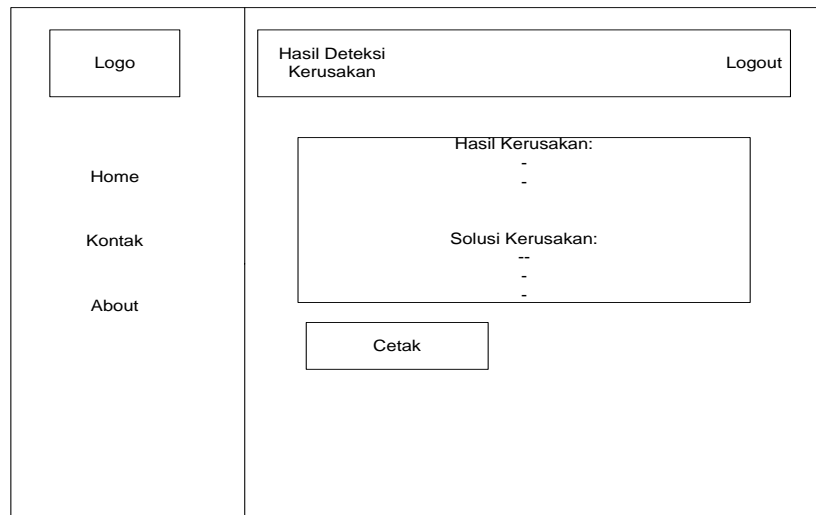 Logo
Home
Kontak
About
Hasil Deteksi
Kerusakan
Logout
Hasil Kerusakan:
-
-
Solusi Kerusakan:
--
-
-
Cetak